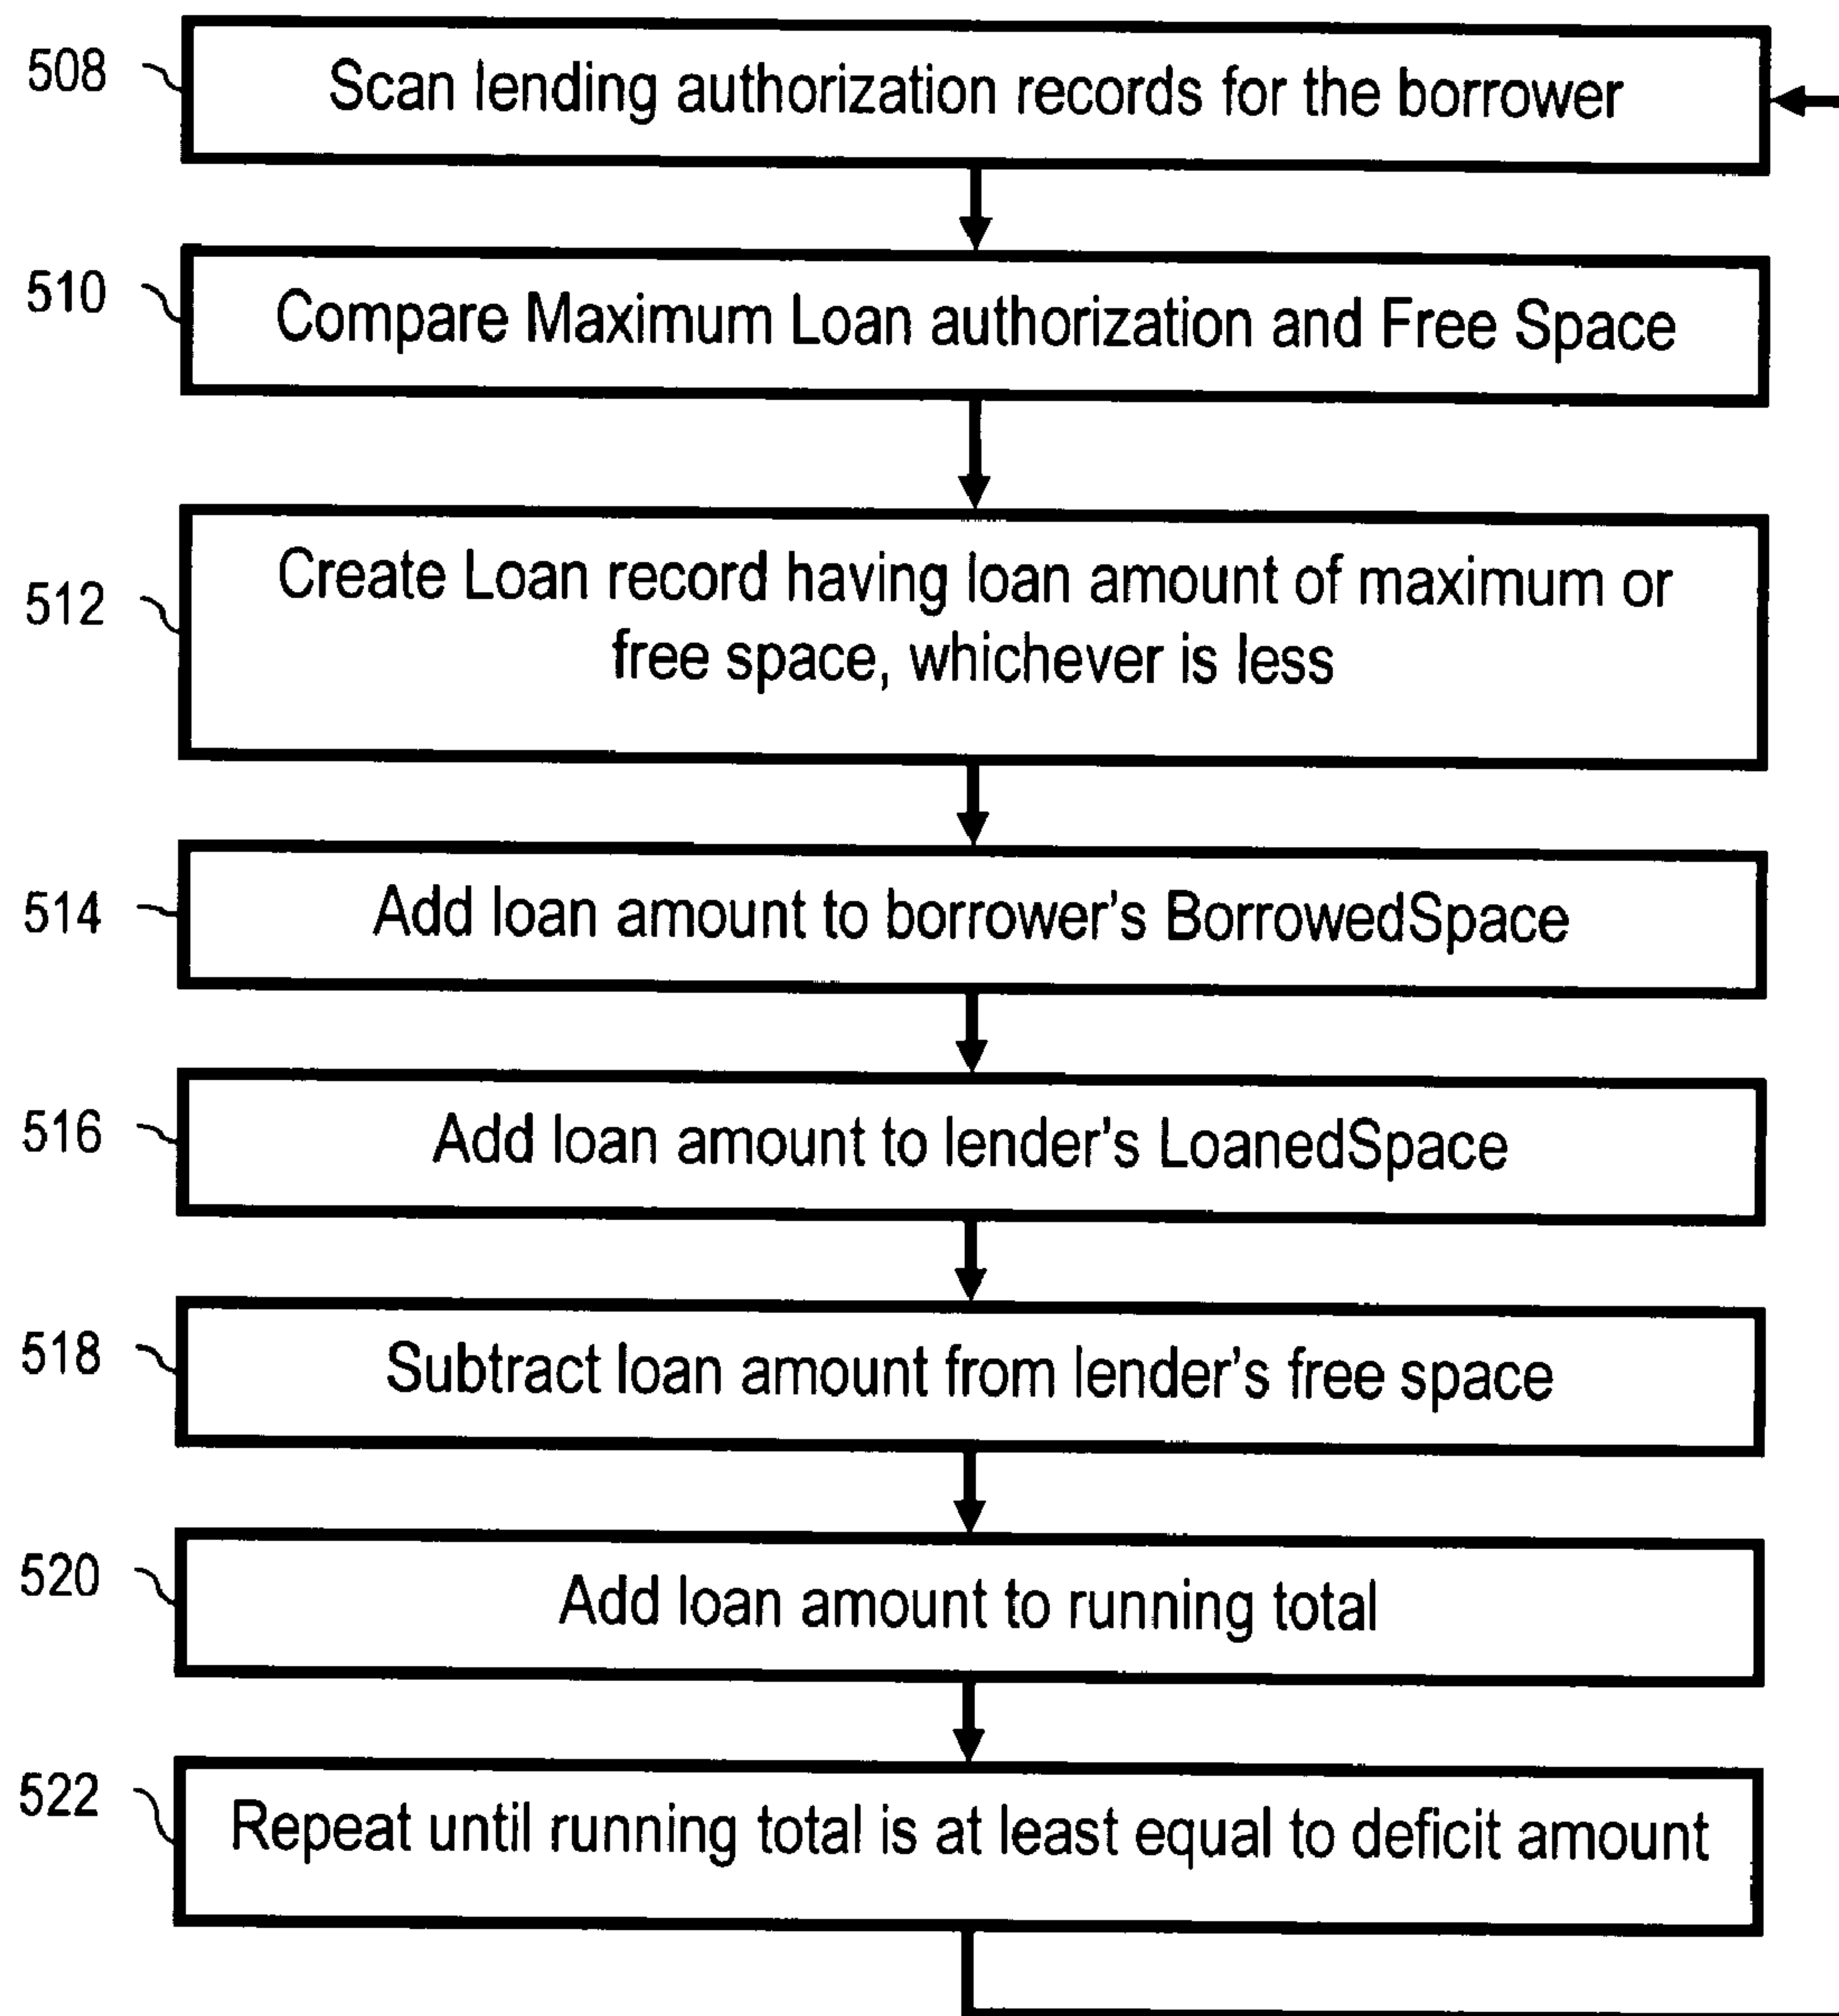 508 Scan lending authorization records for the borrower
510 Compare Maximum Loan authorization and Free Space
512 Create Loan record having loan amount of maximum or
free space, whichever is less
514 Add loan amount to borrower's BorrowedSpace
516 Add loan amount to lender's LoanedSpace
518 Subtract loan amount from lender's free space
520 Add loan amount to running total
522 Repeat until running total is at least equal to deficit amount